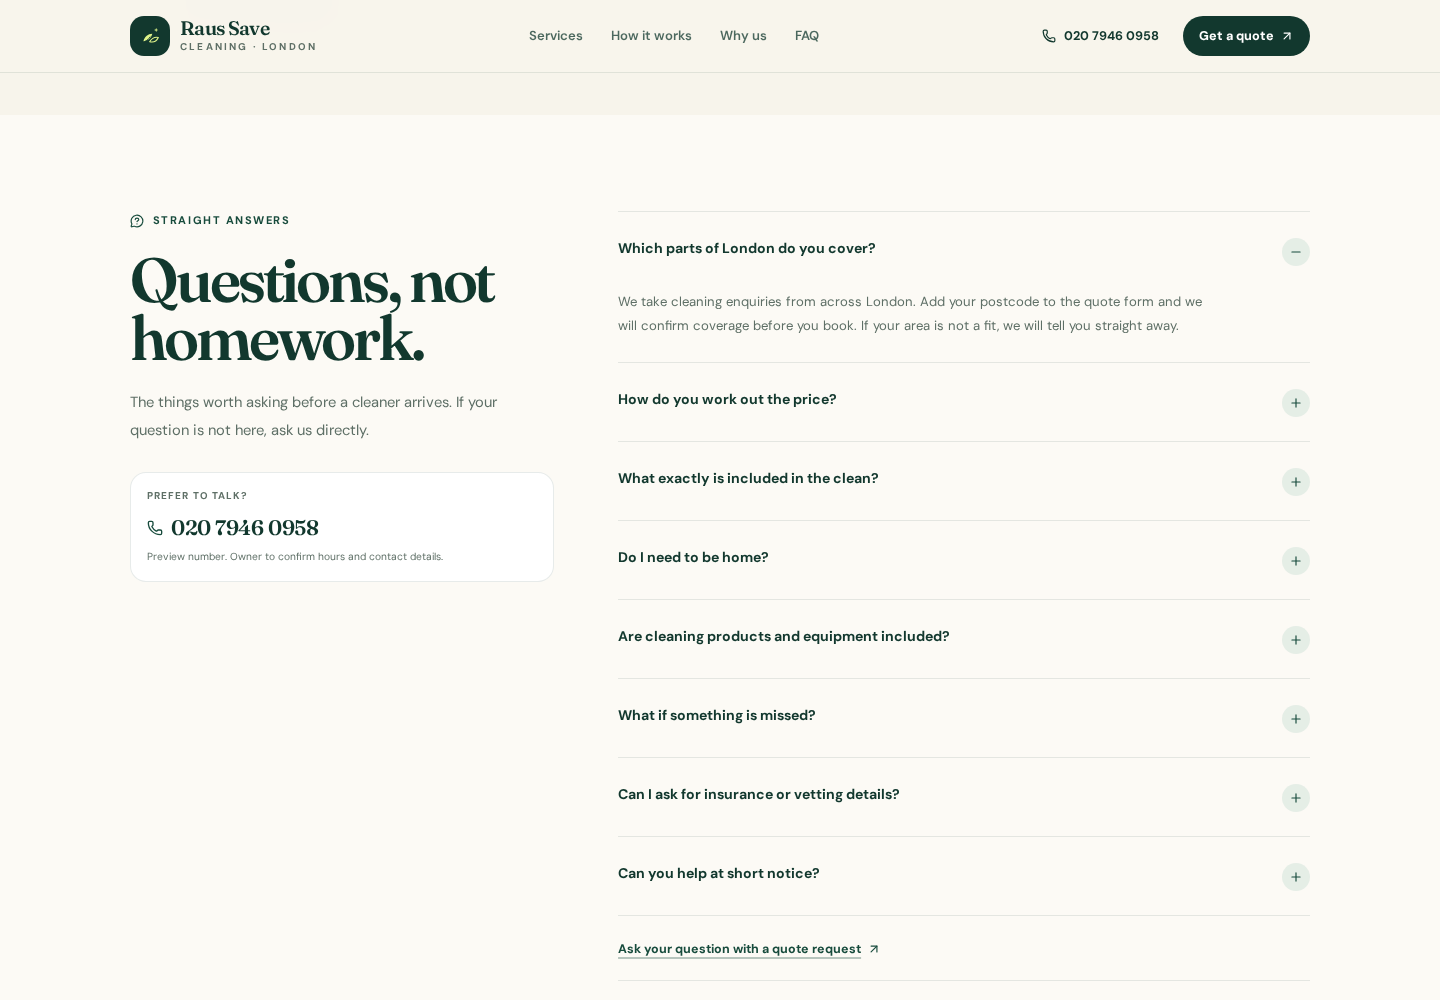 Raus Save
CLEANING · LONDON
Services
How it works
Why us
FAQ
020 7946 0958
Get a quote
STRAIGHT ANSWERS
Questions, not
homework.
The things worth asking before a cleaner arrives. If your
question is not here, ask us directly.
PREFER TO TALK?
020 7946 0958
Preview number. Owner to confirm hours and contact details.
Which parts of London do you cover?
We take cleaning enquiries from across London. Add your postcode to the quote form and we
will confirm coverage before you book. If your area is not a fit, we will tell you straight away.
How do you work out the price?
What exactly is included in the clean?
Do I need to be home?
Are cleaning products and equipment included?
What if something is missed?
Can I ask for insurance or vetting details?
Can you help at short notice?
Ask your question with a quote request